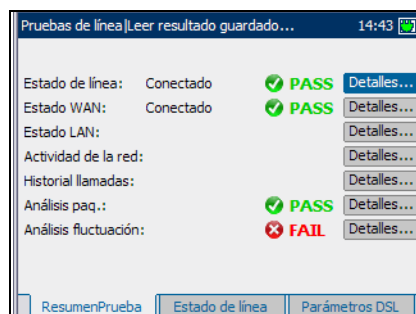 Pruebas de línea|Leer resultado guardado... 14:43
Estado de línea: Conectado PASS Detalles...
Estado WAN: Conectado PASS Detalles...
Estado LAN: Detalles...
Actividad de la red: Detalles...
Historial llamadas: Detalles...
Análisis paq.: PASS Detalles...
Análisis fluctuación: FAIL Detalles...
ResumenPrueba Estado de línea Parámetros DSL